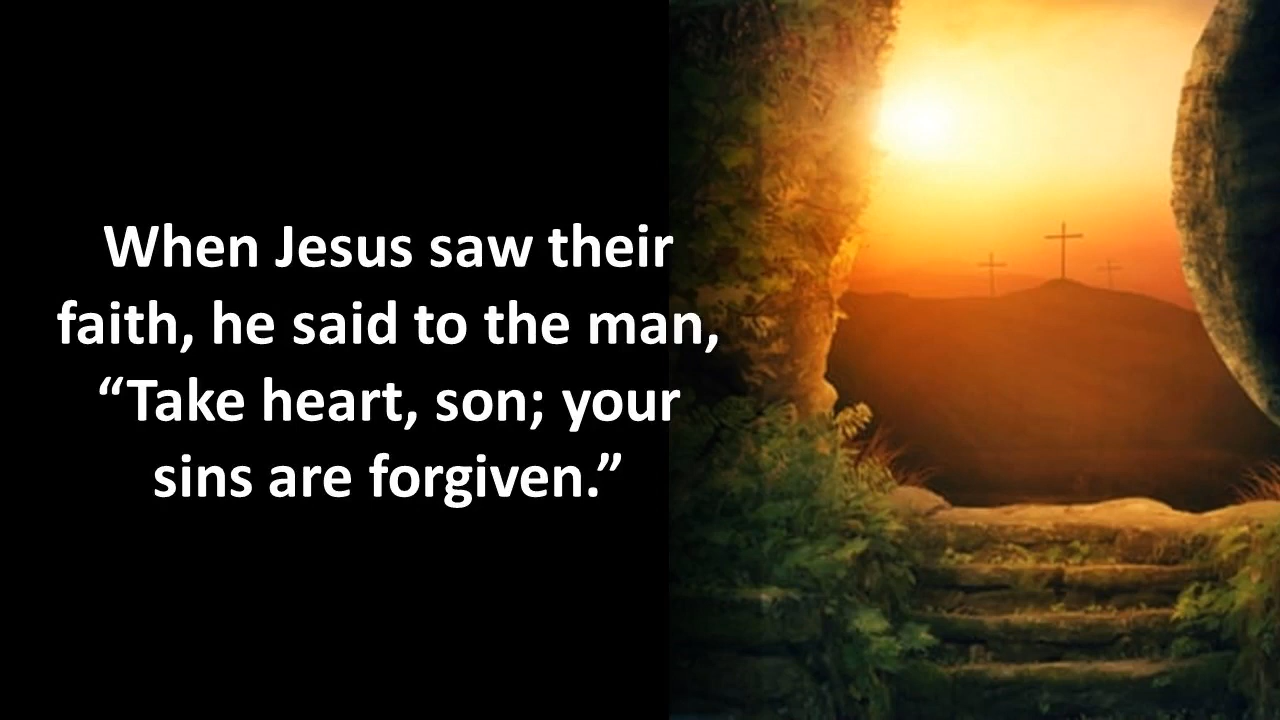 When Jesus saw their
faith, he said to the man,
“Take heart, son; your
sins are forgiven.”